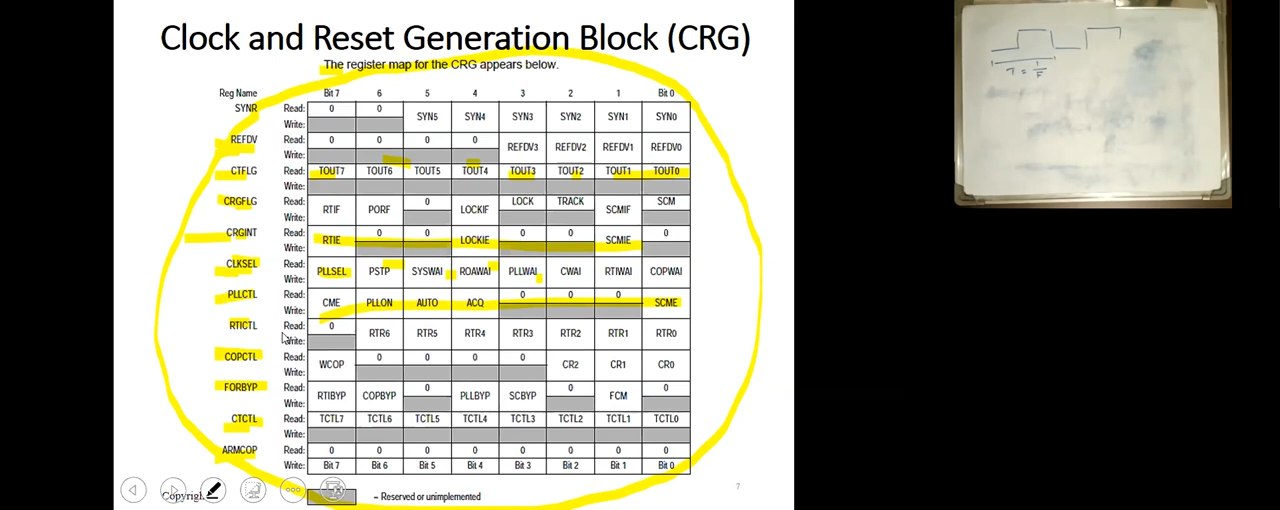 Clock and Reset Generation Block (CRG)
The register map for the CRG appears below.
Reg Name Bit 7 6 5 4 3 2 1 Bit 0
SYNR Read: 0 0 SYN5 SYN4 SYN3 SYN2 SYN1 SYN0
Write:
REFDV Read: 0 0 0 0 REFDV3 REFDV2 REFDV1 REFDV0
Write:
CTFLG Read: TOUT7 TOUT6 TOUT5 TOUT4 TOUT3 TOUT2 TOUT1 TOUT0
Write:
CRGFLG Read: RTIF PORF 0 LOCKIF LOCK TRACK SCMIF SCM
Write:
CRGINT Read: RTIE 0 0 LOCKIE 0 0 SCMIE 0
Write:
CLKSEL Read: PLLSEL PSTP SYSWAI ROAWAI PLLWAI CWAI RTIWAI COPWAI
Write:
PLLCTL Read: CME PLLON AUTO ACQ 0 0 0 SCME
Write:
RTICTL Read: 0 RTR6 RTR5 RTR4 RTR3 RTR2 RTR1 RTR0
Write:
COPCTL Read: WCOP 0 0 0 0 CR2 CR1 CR0
Write:
FORBYP Read: RTIBYP COPBYP 0 PLLBYP SCBYP 0 FCM 0
Write:
CTCTL Read: TCTL7 TCTL6 TCTL5 TCTL4 TCTL3 TCTL2 TCTL1 TCTL0
Write:
ARMCOP Read: 0 0 0 0 0 0 0 0
Write: Bit 7 Bit 6 Bit 5 Bit 4 Bit 3 Bit 2 Bit 1 Bit 0
= Reserved or unimplemented
7
T = 1/F